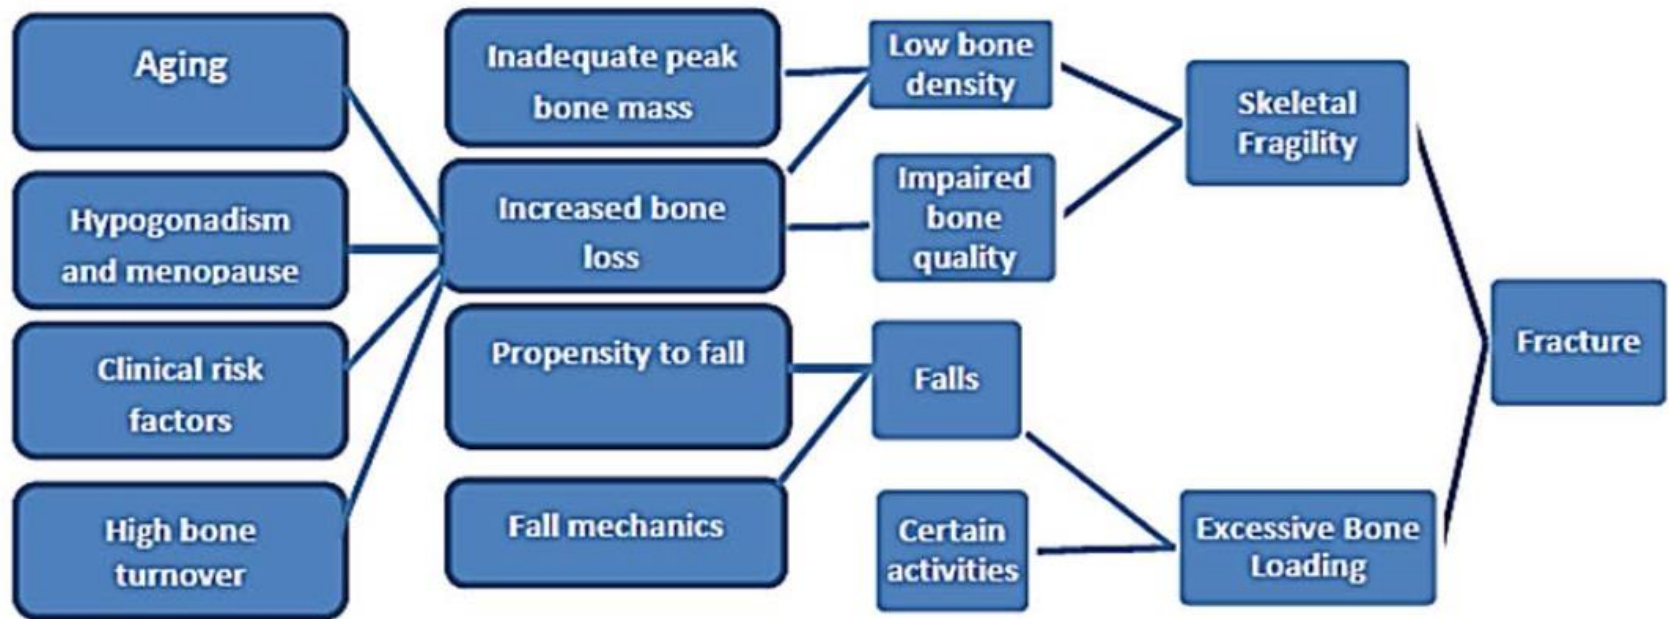 Aging
Hypogonadism
and menopause
Clinical risk
factors
High bone
turnover
Inadequate peak
bone mass
Increased bone
loss
Propensity to fall
Fall mechanics
Low bone
density
Impaired
bone
quality
Falls
Certain
activities
Skeletal
Fragility
Excessive Bone
Loading
Fracture